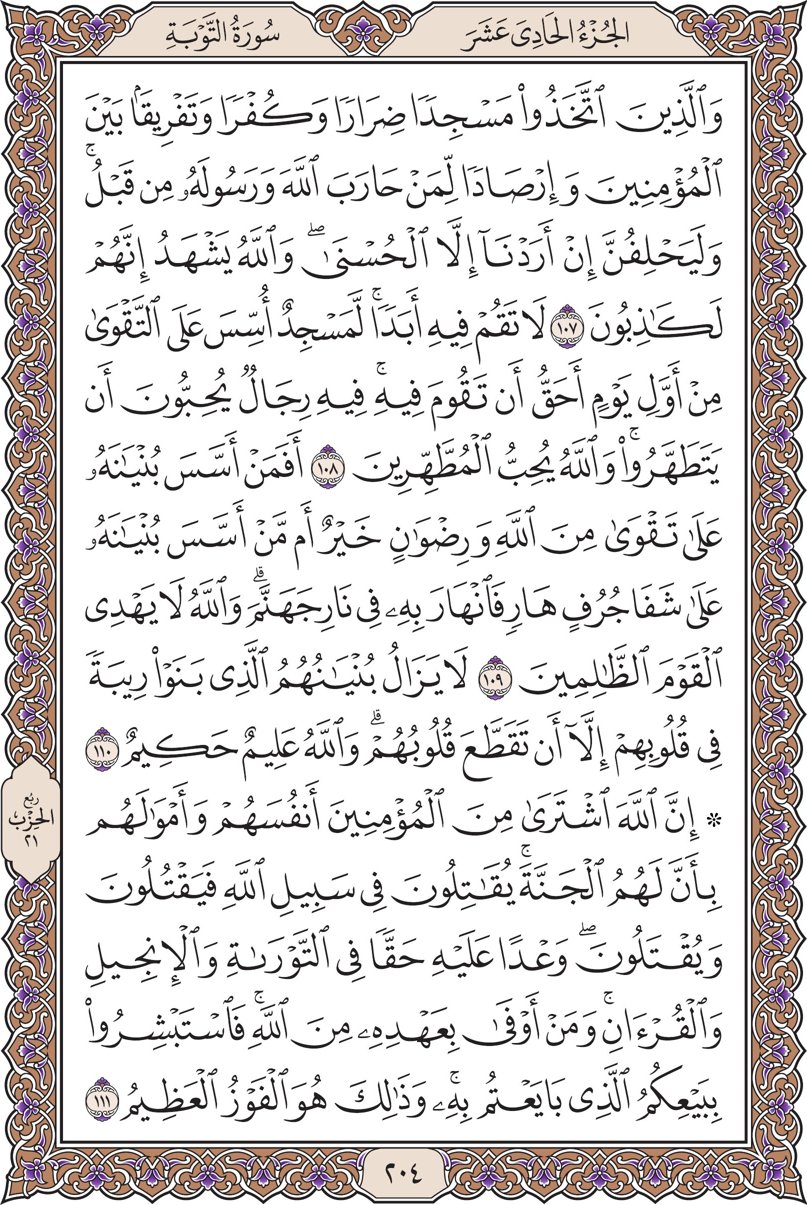 الجُزْءُ الحَادِىَ عَشَرَ
سُورَةُ التَّوْبَةِ
وَٱلَّذِينَ ٱتَّخَذُوا۟ مَسْجِدًا ضِرَارًا وَكُفْرًا وَتَفْرِيقًۢا بَيْنَ
ٱلْمُؤْمِنِينَ وَإِرْصَادًا لِّمَنْ حَارَبَ ٱللَّهَ وَرَسُولَهُۥ مِن قَبْلُ ۚ
وَلَيَحْلِفُنَّ إِنْ أَرَدْنَآ إِلَّا ٱلْحُسْنَىٰ ۖ وَٱللَّهُ يَشْهَدُ إِنَّهُمْ
لَكَـٰذِبُونَ ١٠٧ لَا تَقُمْ فِيهِ أَبَدًا ۚ لَّمَسْجِدٌ أُسِّسَ عَلَى ٱلتَّقْوَىٰ
مِنْ أَوَّلِ يَوْمٍ أَحَقُّ أَن تَقُومَ فِيهِ ۚ فِيهِ رِجَالٌ يُحِبُّونَ أَن
يَتَطَهَّرُوا۟ ۚ وَٱللَّهُ يُحِبُّ ٱلْمُطَّهِّرِينَ ١٠٨ أَفَمَنْ أَسَّسَ بُنْيَـٰنَهُۥ
عَلَىٰ تَقْوَىٰ مِنَ ٱللَّهِ وَرِضْوَٰنٍ خَيْرٌ أَم مَّنْ أَسَّسَ بُنْيَـٰنَهُۥ
عَلَىٰ شَفَا جُرُفٍ هَارٍ فَٱنْهَارَ بِهِۦ فِى نَارِ جَهَنَّمَ ۗ وَٱللَّهُ لَا يَهْدِى
ٱلْقَوْمَ ٱلظَّـٰلِمِينَ ١٠٩ لَا يَزَالُ بُنْيَـٰنُهُمُ ٱلَّذِى بَنَوْا۟ رِيبَةً
فِى قُلُوبِهِمْ إِلَّآ أَن تَقَطَّعَ قُلُوبُهُمْ ۗ وَٱللَّهُ عَلِيمٌ حَكِيمٌ ١١٠
* إِنَّ ٱللَّهَ ٱشْتَرَىٰ مِنَ ٱلْمُؤْمِنِينَ أَنفُسَهُمْ وَأَمْوَٰلَهُم
بِأَنَّ لَهُمُ ٱلْجَنَّةَ ۚ يُقَـٰتِلُونَ فِى سَبِيلِ ٱللَّهِ فَيَقْتُلُونَ
وَيُقْتَلُونَ ۖ وَعْدًا عَلَيْهِ حَقًّا فِى ٱلتَّوْرَىٰةِ وَٱلْإِنجِيلِ
وَٱلْقُرْءَانِ ۚ وَمَنْ أَوْفَىٰ بِعَهْدِهِۦ مِنَ ٱللَّهِ ۚ فَٱسْتَبْشِرُوا۟
بِبَيْعِكُمُ ٱلَّذِى بَايَعْتُم بِهِۦ ۚ وَذَٰلِكَ هُوَ ٱلْفَوْزُ ٱلْعَظِيمُ ١١١
رُبْع
الحِزْبِ
٢١
٢٠٤